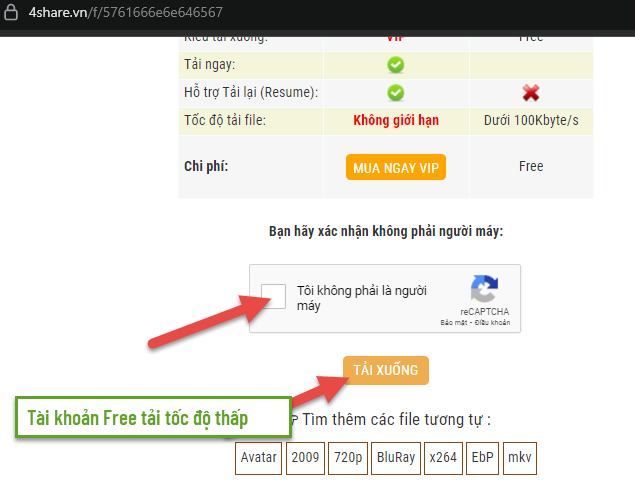 4share.vn/f/5761666e6e646567
Kiểu tải xuống: VIP Free
Tải ngay:
Hỗ trợ Tải lại (Resume):
Tốc độ tải file: Không giới hạn Dưới 100Kbyte/s
Chi phí: MUA NGAY VIP Free
Bạn hãy xác nhận không phải người máy:
Tôi không phải là người
máy
reCAPTCHA
Bảo mật - Điều khoản
TẢI XUỐNG
Tài khoản Free tải tốc độ thấp
Tìm thêm các file tương tự :
Avatar 2009 720p BluRay x264 EbP mkv